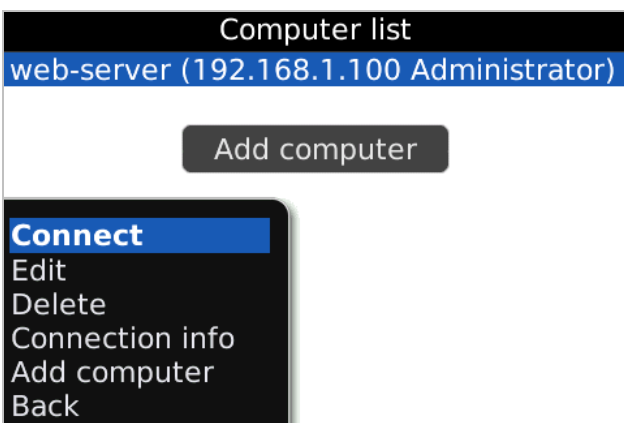 Computer list
web-server (192.168.1.100 Administrator)
Add computer
Connect
Edit
Delete
Connection info
Add computer
Back